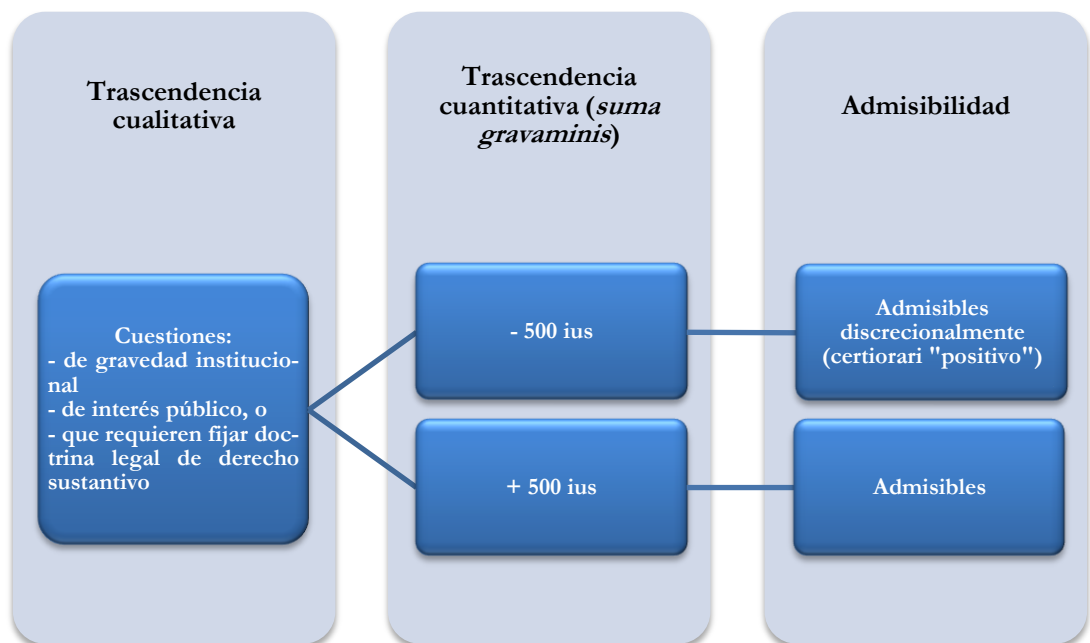 Trascendencia
cualitativa
Cuestiones:
- de gravedad institucio-
nal
- de interés público, o
- que requieren fijar doc-
trina legal de derecho
sustantivo
Trascendencia
cuantitativa (suma
gravaminis)
- 500 ius
+ 500 ius
Admisibilidad
Admisibles
discrecionalmente
(certiorari "positivo")
Admisibles